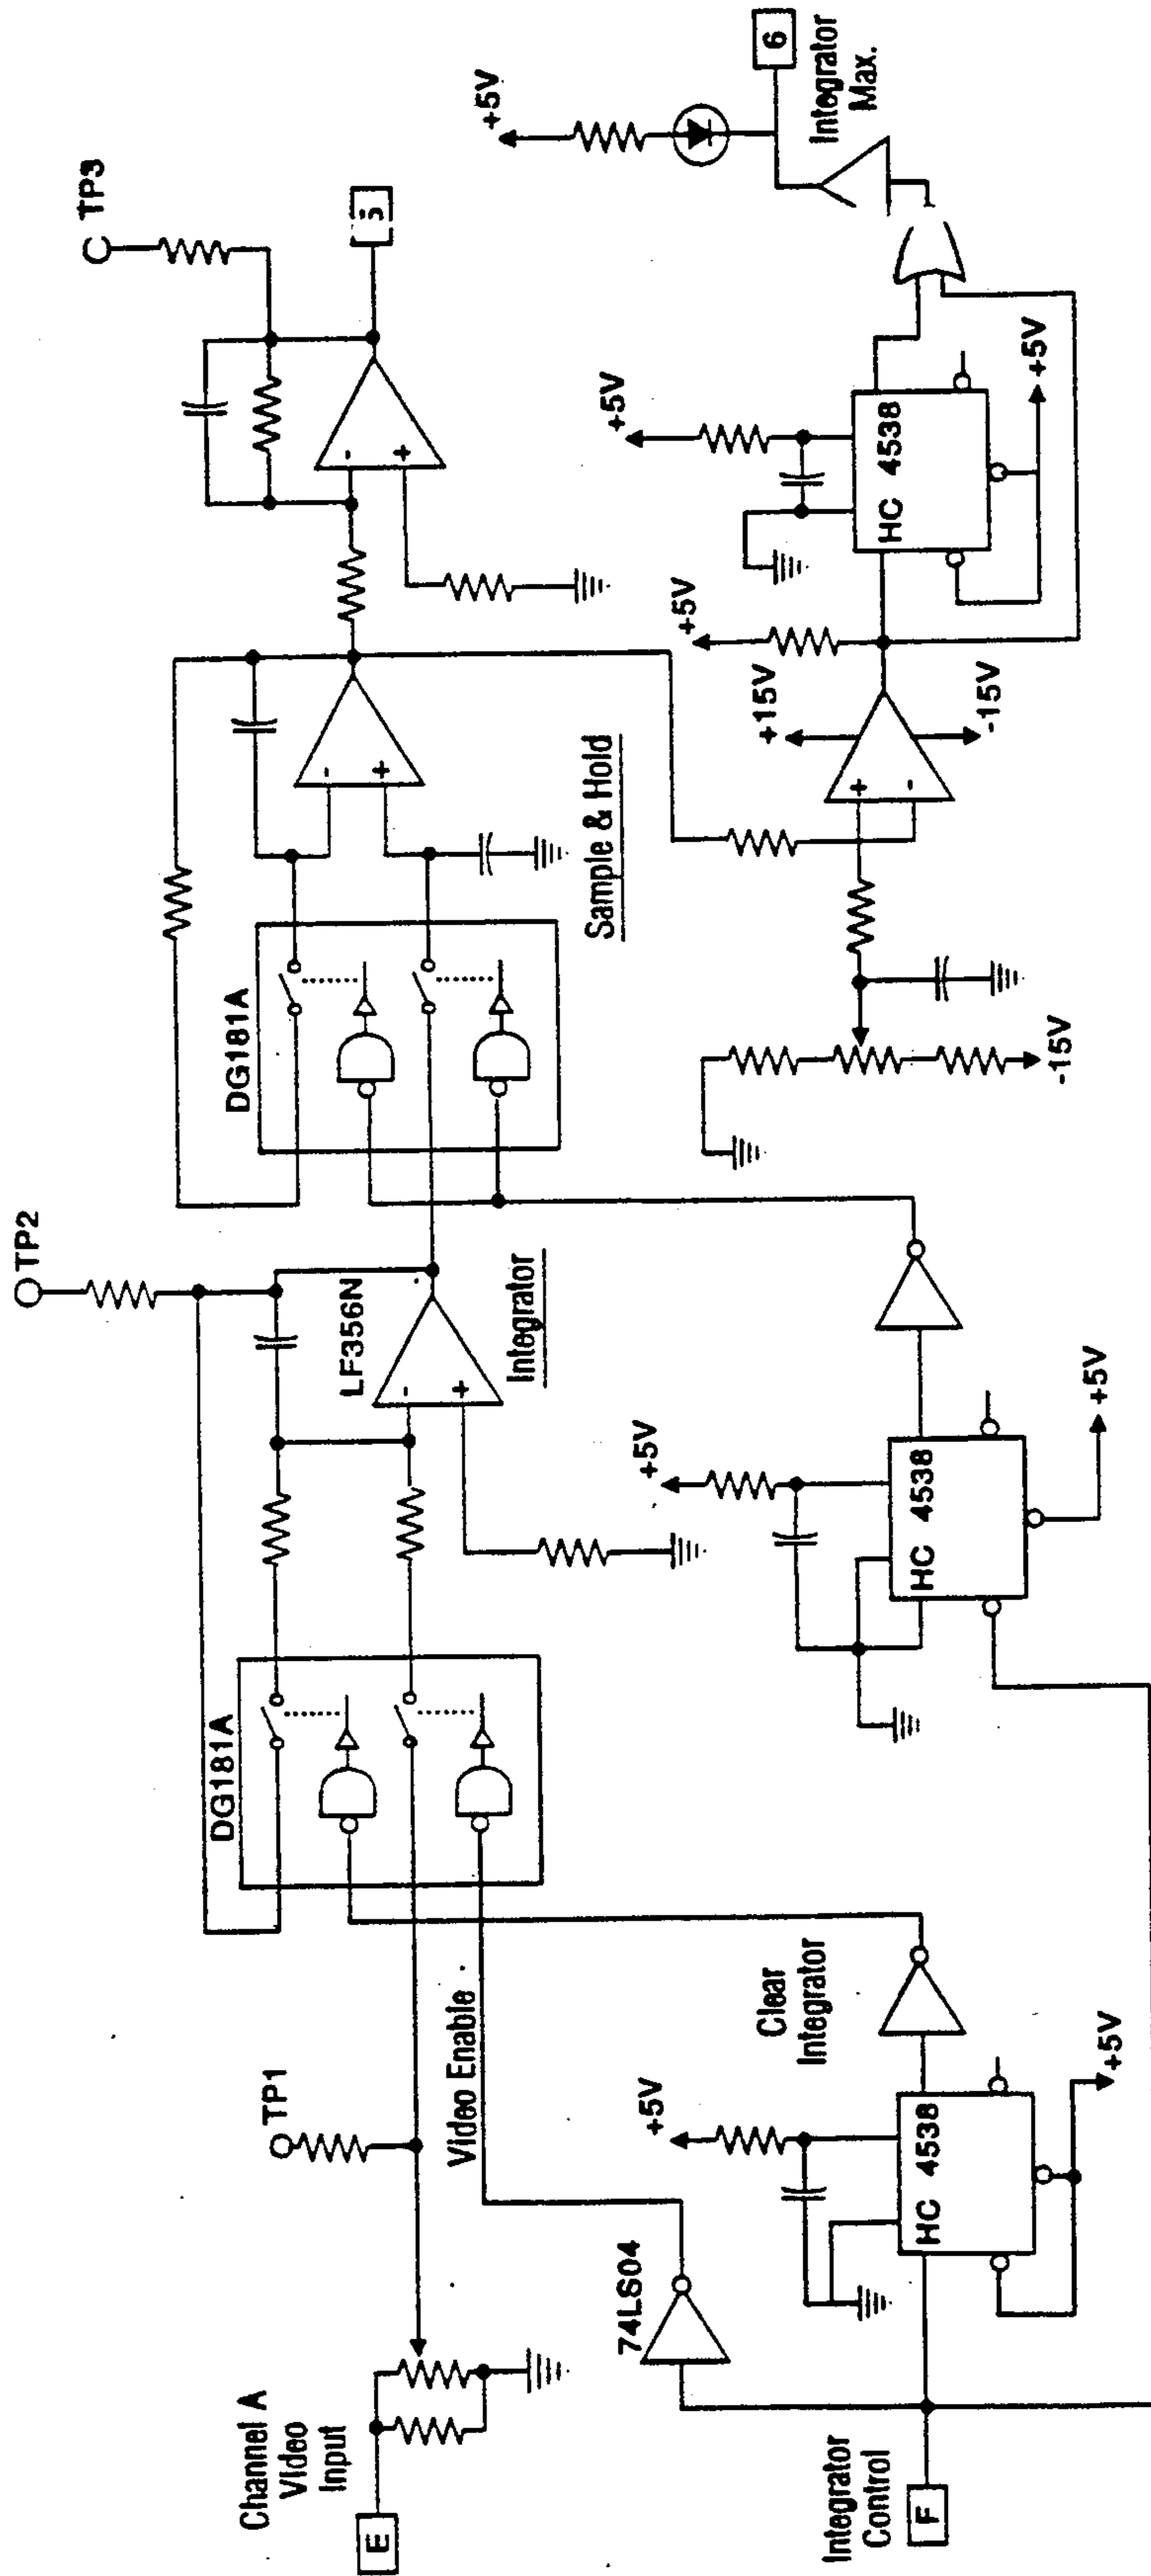 Channel A
Video
Input
E
TP1
Video Enable
DG181A
TP2
LF356N
-
+
Integrator
DG181A
-
+
Sample & Hold
TP3
-
+
+5V
6
Integrator
Max.
Integrator
Control
F
74LS04
+5V
HC 4538
+5V
Clear
Integrator
+5V
HC 4538
+5V
-15V
+
-
+15V
-15V
+5V
+5V
HC 4538
+5V